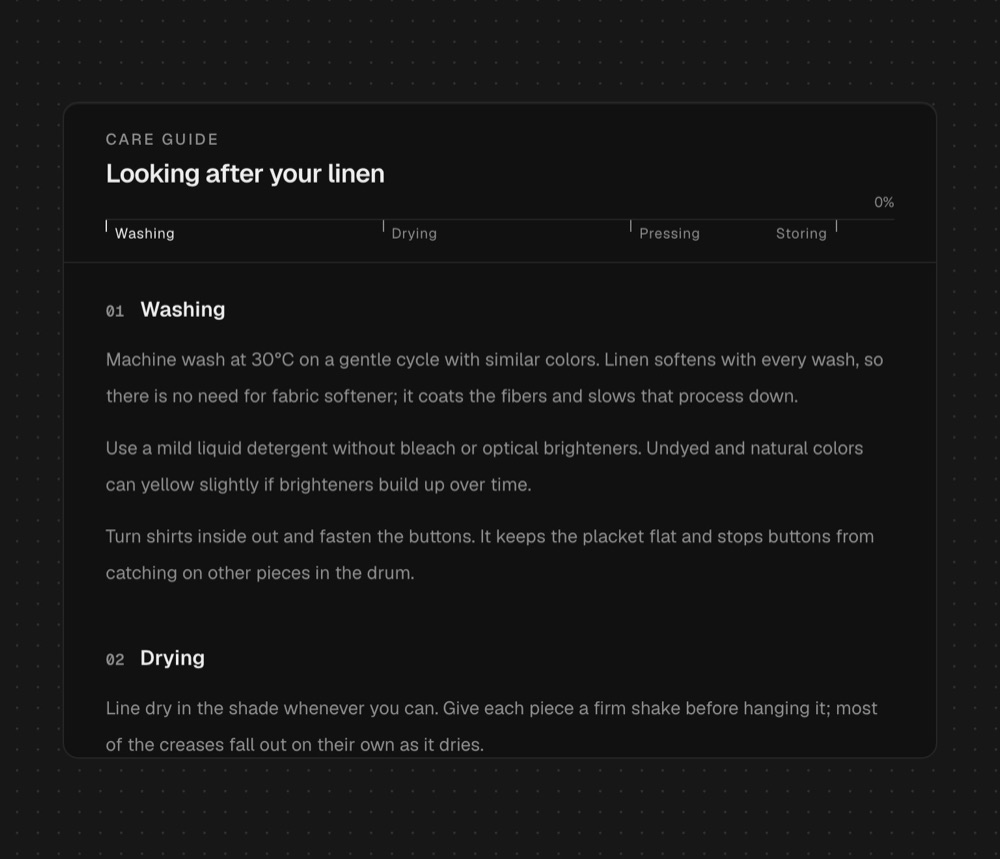 CARE GUIDE
Looking after your linen
0%
Washing
Drying
Pressing
Storing
01 Washing
Machine wash at 30°C on a gentle cycle with similar colors. Linen softens with every wash, so
there is no need for fabric softener; it coats the fibers and slows that process down.
Use a mild liquid detergent without bleach or optical brighteners. Undyed and natural colors
can yellow slightly if brighteners build up over time.
Turn shirts inside out and fasten the buttons. It keeps the placket flat and stops buttons from
catching on other pieces in the drum.
02 Drying
Line dry in the shade whenever you can. Give each piece a firm shake before hanging it; most
of the creases fall out on their own as it dries.